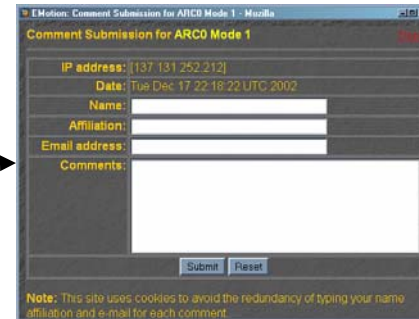 EMotion: Comment Submission for ARC0 Mode 1 - Mozilla
Comment Submission for ARC0 Mode 1
IP address: [137.131.252.212]
Date: Tue Dec 17 22:18:22 UTC 2002
Name:
Affiliation:
Email address:
Comments:
Submit Reset
Note: This site uses cookies to avoid the redundancy of typing your name
affiliation and e-mail for each comment.